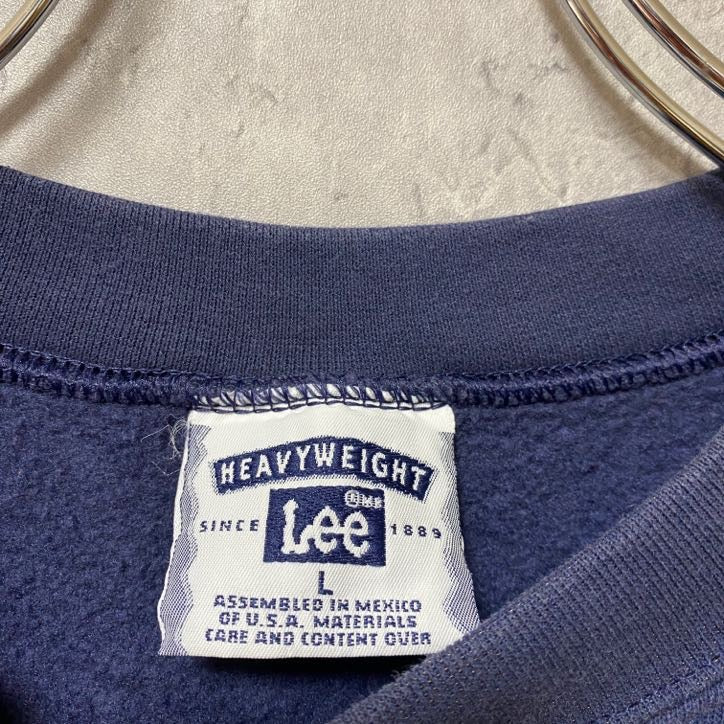 HEAVYWEIGHT
SINCE Lee 1889
L
ASSEMBLED IN MEXICO
OF U.S.A. MATERIALS
CARE AND CONTENT OVER